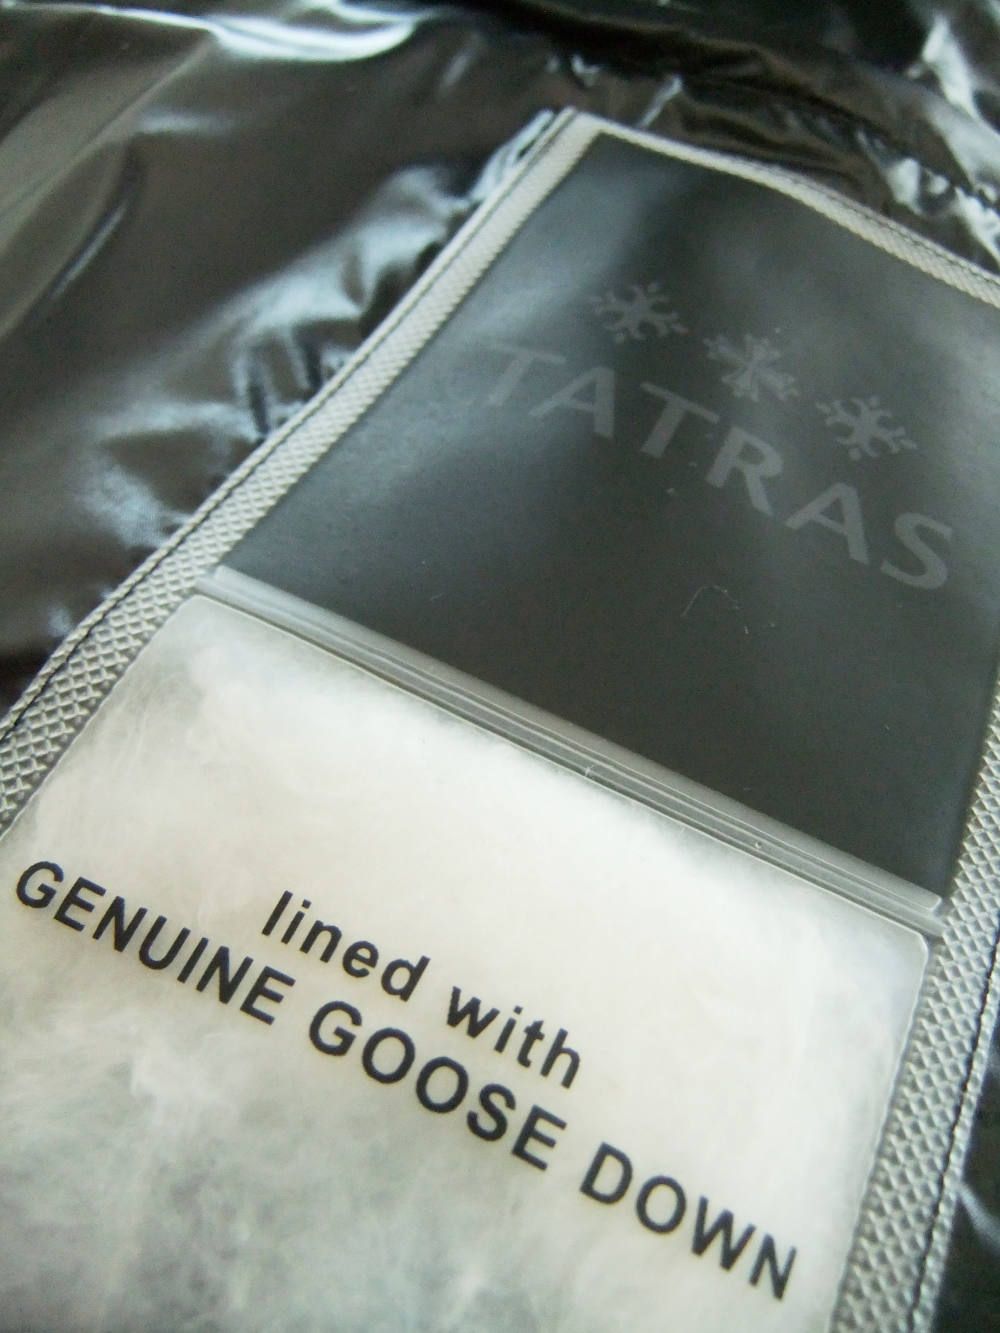 TATRAS
lined with
GENUINE GOOSE DOWN